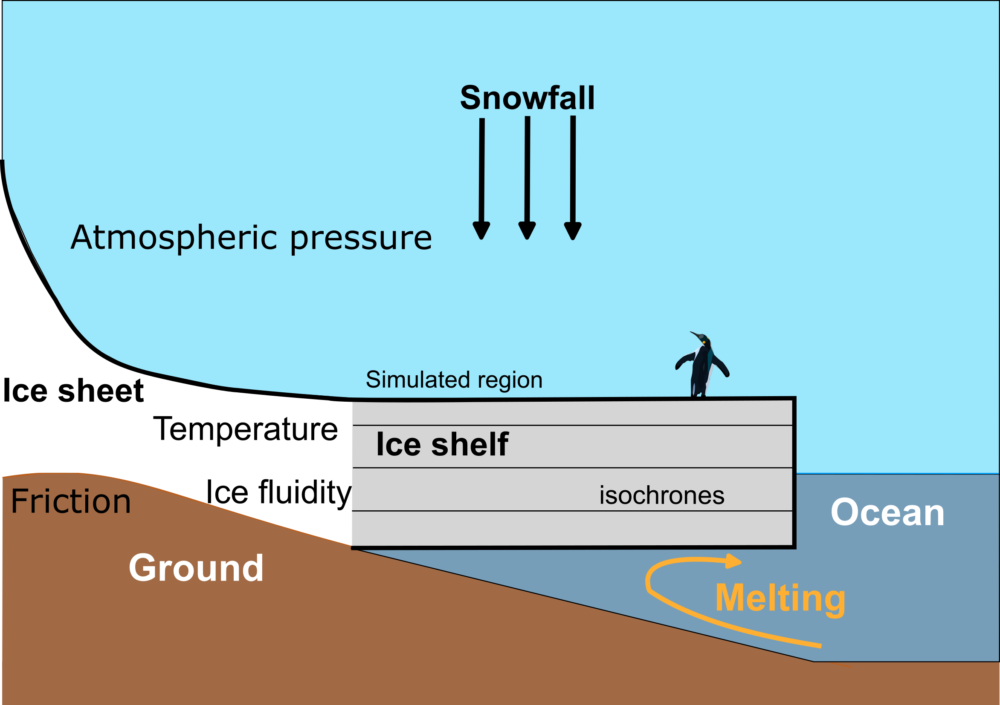 Snowfall
Atmospheric pressure
Simulated region
Ice sheet
Temperature
Ice shelf
Ice fluidity
isochrones
Friction
Ocean
Ground
Melting